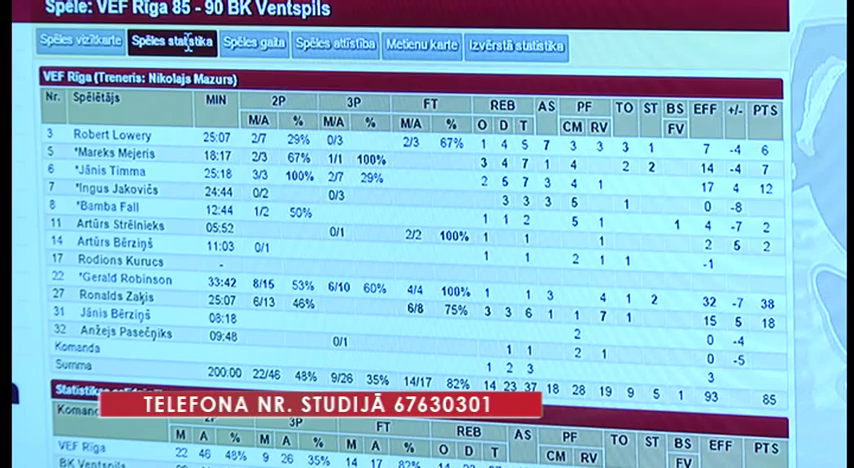 Spēle: VEF Rīga 85 - 90 BK Ventspils
Spēles vizītkarte Spēles statistika Spēles gaita Spēles attīstība Metienu karte Izvērstā statistika
VEF Rīga (Treneris: Nikolajs Mazurs)
Nr. Spēlētājs MIN 2P 3P FT REB AS PF TO ST BS EFF +/- PTS
M/A % M/A % M/A % O D T CM RV FV
3 Robert Lowery 25:07 2/7 29% 0/3 2/3 67% 1 4 5 7 3 3 3 1 7 -4 6
5 *Mareks Mejeris 18:17 2/3 67% 1/1 100% 3 4 7 1 4 2 2 14 -4 7
6 *Jānis Timma 25:18 3/3 100% 2/7 29% 2 5 7 3 4 1 17 4 12
7 *Ingus Jakovičs 24:44 0/2 0/3 3 3 3 5 1 0 -8
8 *Bamba Fall 12:44 1/2 50% 1 1 2 5 1 1 4 -7 2
11 Artūrs Strēlnieks 05:52 0/1 2/2 100% 1 1 1 2 5 2
14 Artūrs Bērziņš 11:03 0/1 1 1 2 1 1 -1
17 Rodions Kurucs -
22 *Gerald Robinson 33:42 8/15 53% 6/10 60% 4/4 100% 1 1 3 4 1 2 32 -7 38
27 Ronalds Zaķis 25:07 6/13 46% 6/8 75% 3 3 6 1 1 7 1 15 5 18
31 Jānis Bērziņš 08:18 2 0 -4
32 Anžejs Pasečņiks 09:48 0/1 1 1 2 1 0 -5
Komanda 1 2 3 3
Summa 200:00 22/46 48% 9/26 35% 14/17 82% 14 23 37 18 28 19 9 5 1 93 85
TELEFONA NR. STUDIJĀ 67630301
2P 3P FT REB AS PF TO ST BS EFF +/- PTS
M A % M A % M A % O D T CM RV FV
VEF Rīga 22 46 48% 9 26 35% 14 17 82%
BK Ventspils